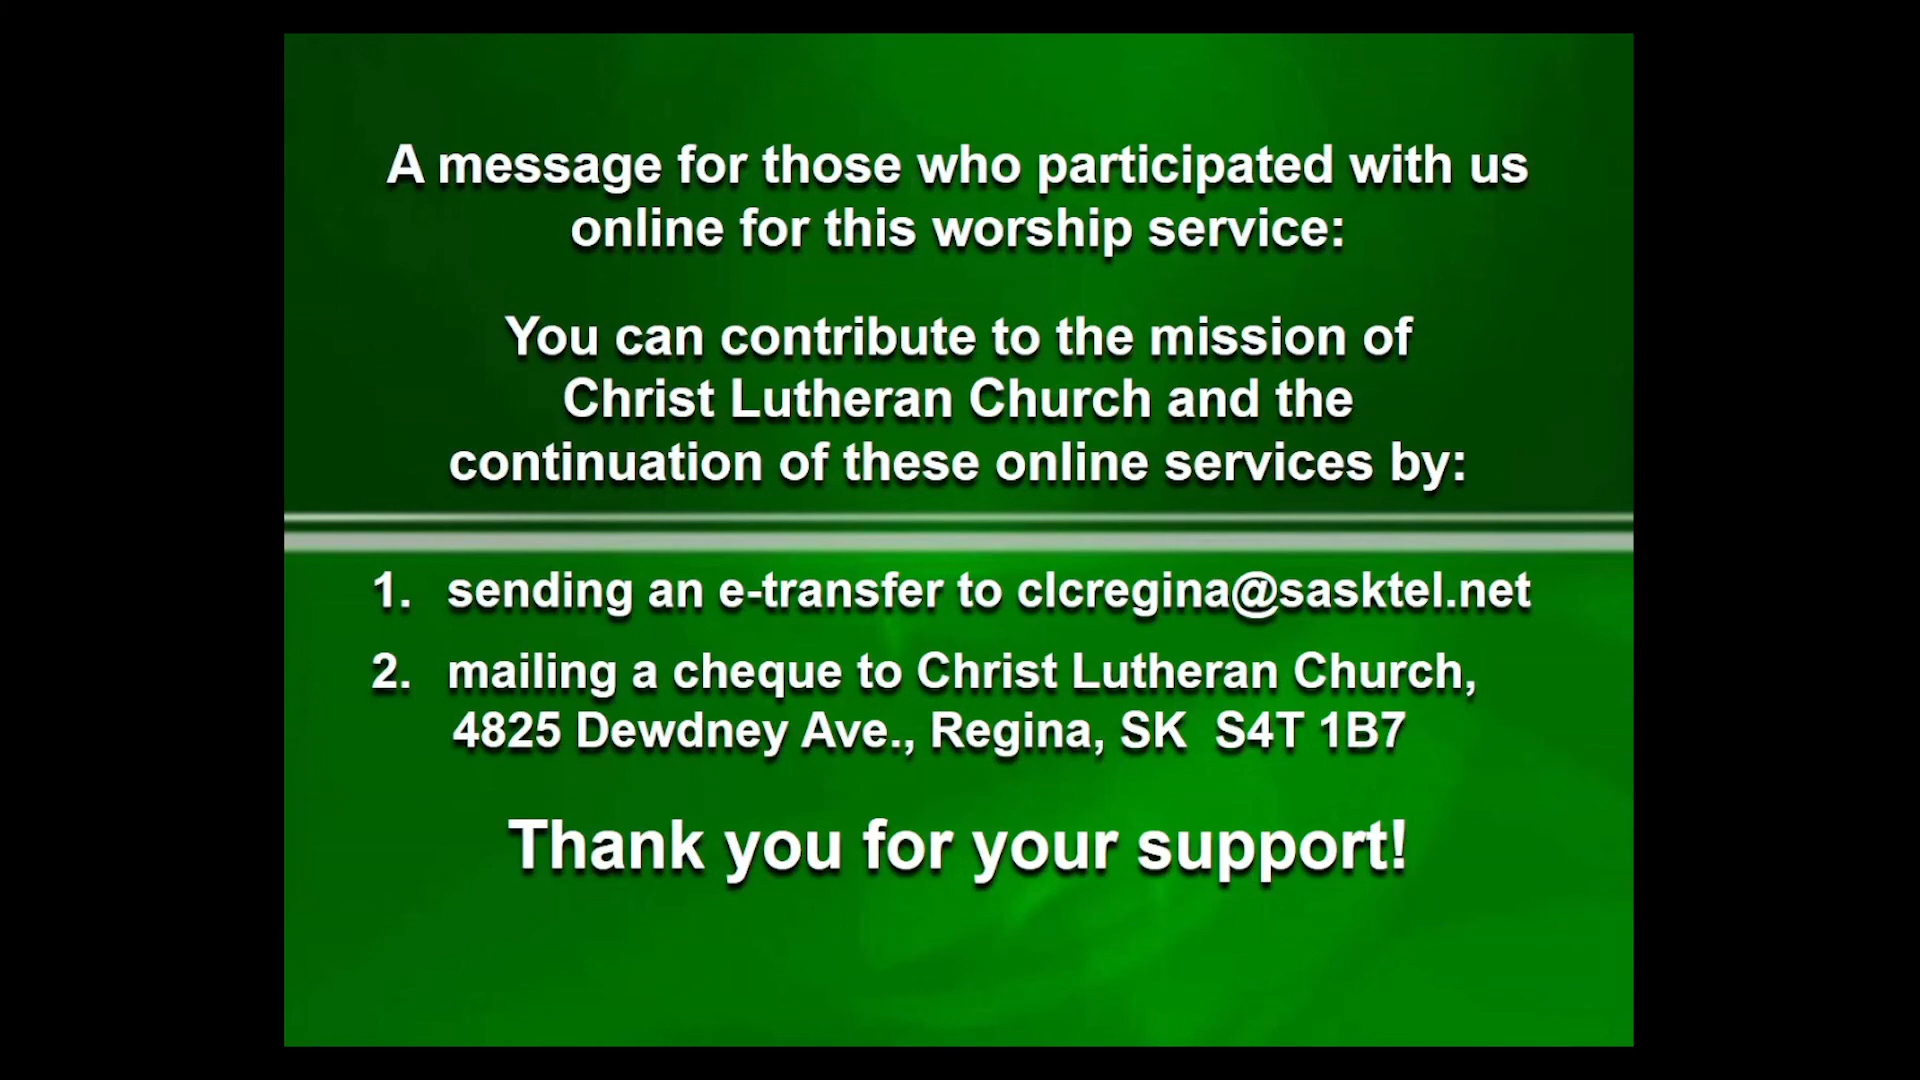 A message for those who participated with us
online for this worship service:
You can contribute to the mission of
Christ Lutheran Church and the
continuation of these online services by:
1. sending an e-transfer to clcregina@sasktel.net
2. mailing a cheque to Christ Lutheran Church,
4825 Dewdney Ave., Regina, SK  S4T 1B7
Thank you for your support!